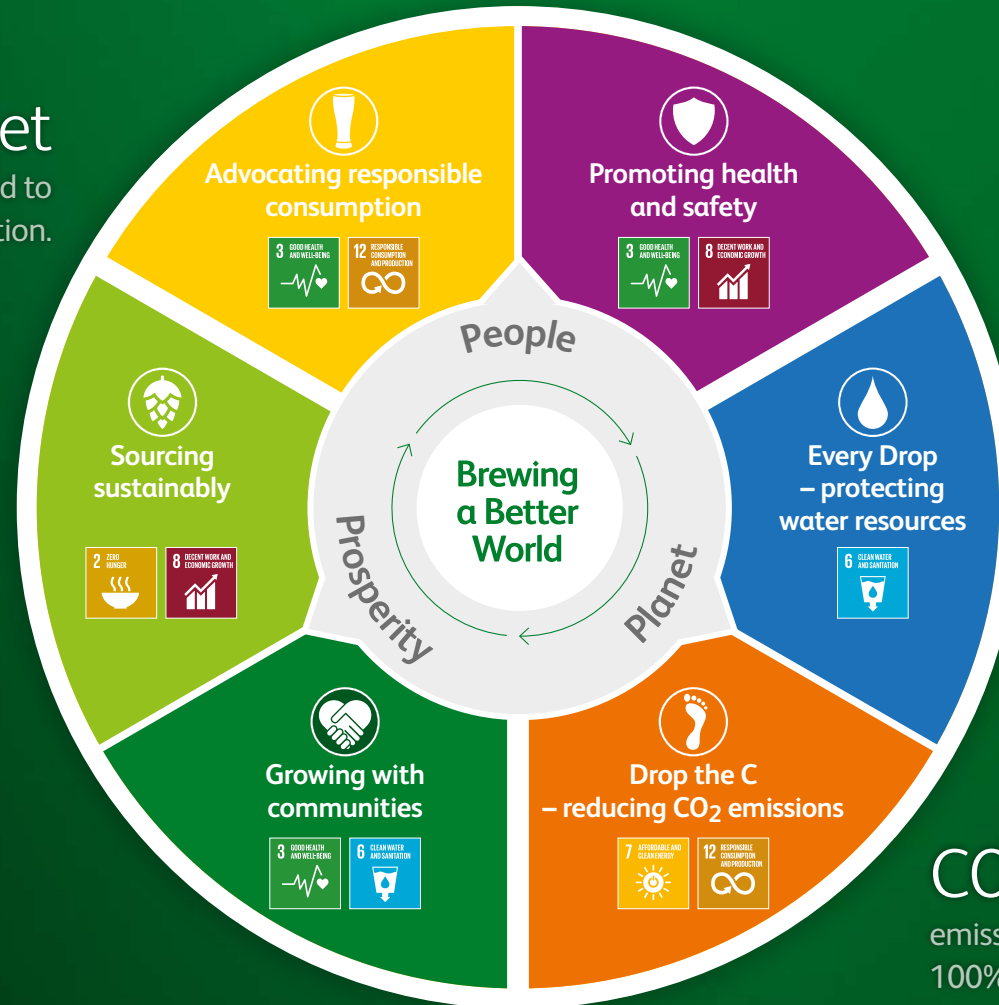 et
d to
tion.
Advocating responsible
consumption
3 GOOD HEALTH
AND WELL-BEING
12 RESPONSIBLE
CONSUMPTION
AND PRODUCTION
Promoting health
and safety
3 GOOD HEALTH
AND WELL-BEING
8 DECENT WORK AND
ECONOMIC GROWTH
Sourcing
sustainably
2 ZERO
HUNGER
8 DECENT WORK AND
ECONOMIC GROWTH
People
Brewing
a Better
World
Prosperity
Planet
Every Drop
– protecting
water resources
6 CLEAN WATER
AND SANITATION
Growing with
communities
3 GOOD HEALTH
AND WELL-BEING
6 CLEAN WATER
AND SANITATION
Drop the C
– reducing CO2 emissions
7 AFFORDABLE AND
CLEAN ENERGY
12 RESPONSIBLE
CONSUMPTION
AND PRODUCTION
CO
emiss
100%